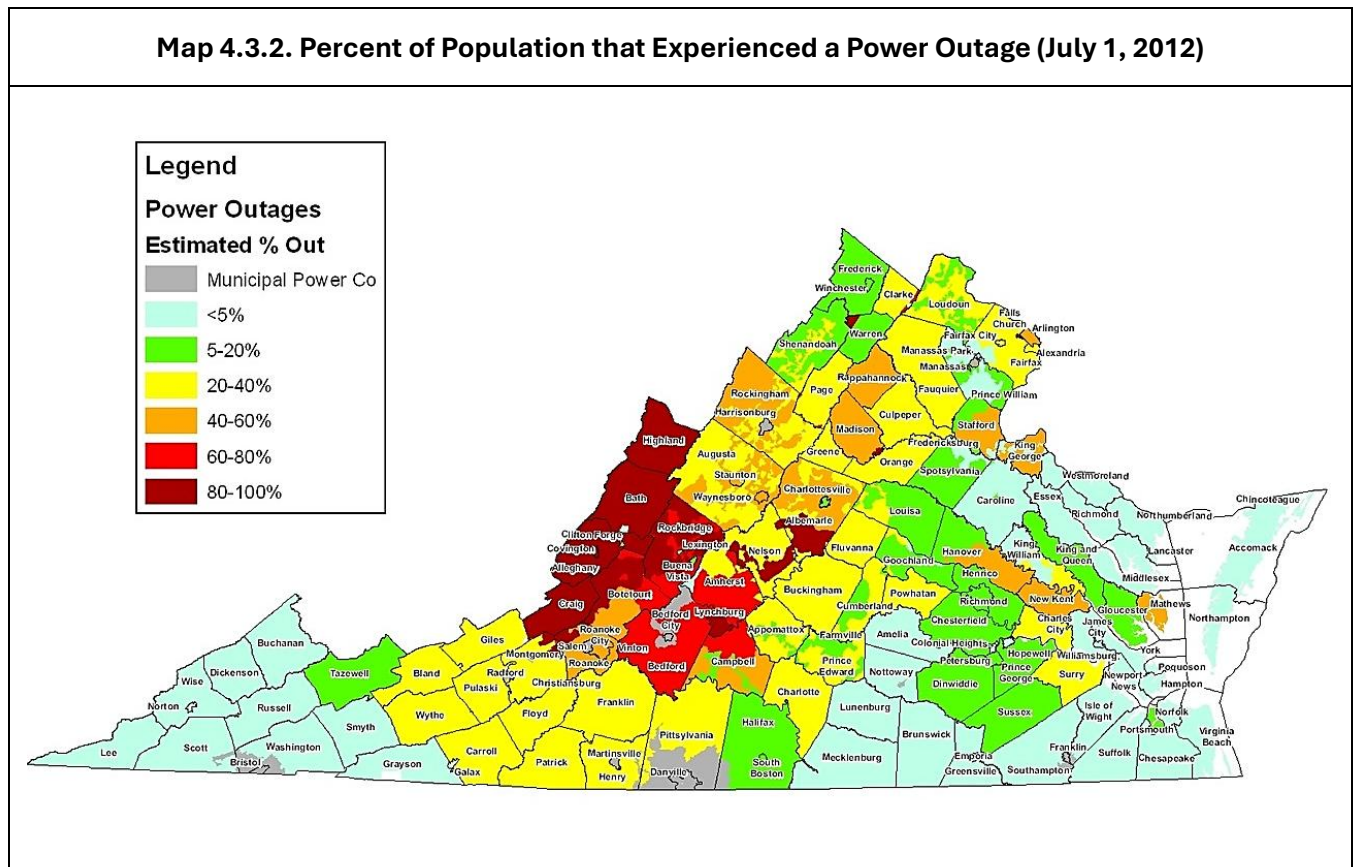 Map 4.3.2. Percent of Population that Experienced a Power Outage (July 1, 2012)
Legend
Power Outages
Estimated % Out
Municipal Power Co
<5%
5-20%
20-40%
40-60%
60-80%
80-100%
Frederick
Winchester
Clarke
Loudoun
Falls
Church
Arlington
Fairfax City
Alexandria
Fairfax
Warren
Shenandoah
Manassas Park
Manassas
Prince William
Rappahannock
Fauquier
Page
Rockingham
Harrisonburg
Culpeper
Madison
Stafford
Highland
Greene
Fredericksburg
King
George
Augusta
Orange
Spotsylvania
Staunton
Westmoreland
Waynesboro
Charlottesville
Caroline
Essex
Chincoteague
Bath
Richmond
Northumberland
Louisa
Albemarle
Rockbridge
Clifton Forge
Covington
Lexington
Nelson
Fluvanna
Hanover
King
William
King and
Queen
Lancaster
Accomack
Alleghany
Buena
Vista
Amherst
Goochland
Henrico
Middlesex
Craig
Botetourt
Buckingham
Powhatan
Richmond
New Kent
Gloucester
Mathews
Northampton
Bedford
City
Lynchburg
Cumberland
Chesterfield
Charles
City
James
City
Roanoke
City
Salem
Vinton
Appomattox
Farmville
Amelia
Colonial Heights
York
Buchanan
Giles
Montgomery
Roanoke
Bedford
Campbell
Prince
Edward
Petersburg
Hopewell
Prince
George
Williamsburg
Poquoson
Dickenson
Tazewell
Bland
Radford
Christiansburg
Nottoway
Dinwiddie
Surry
Newport
News
Hampton
Wise
Pulaski
Charlotte
Norton
Russell
Smyth
Wythe
Floyd
Franklin
Pittsylvania
Halifax
Lunenburg
Brunswick
Sussex
Isle of
Wight
Norfolk
Portsmouth
Virginia
Beach
Lee
Scott
Washington
Bristol
Grayson
Carroll
Galax
Patrick
Martinsville
Henry
Danville
South
Boston
Mecklenburg
Emporia
Greensville
Southampton
Franklin
Suffolk
Chesapeake